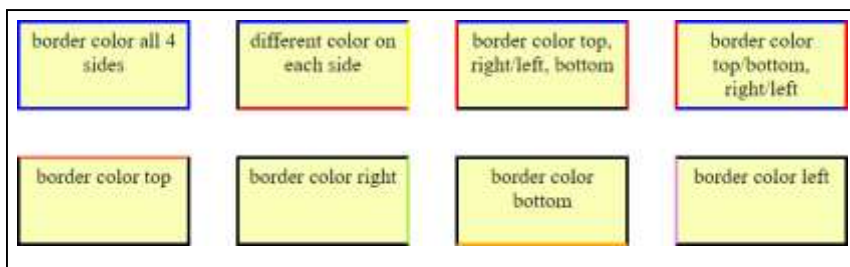 border color all 4
sides
different color on
each side
border color top,
right/left, bottom
border color
top/bottom,
right/left
border color top
border color right
border color
bottom
border color left